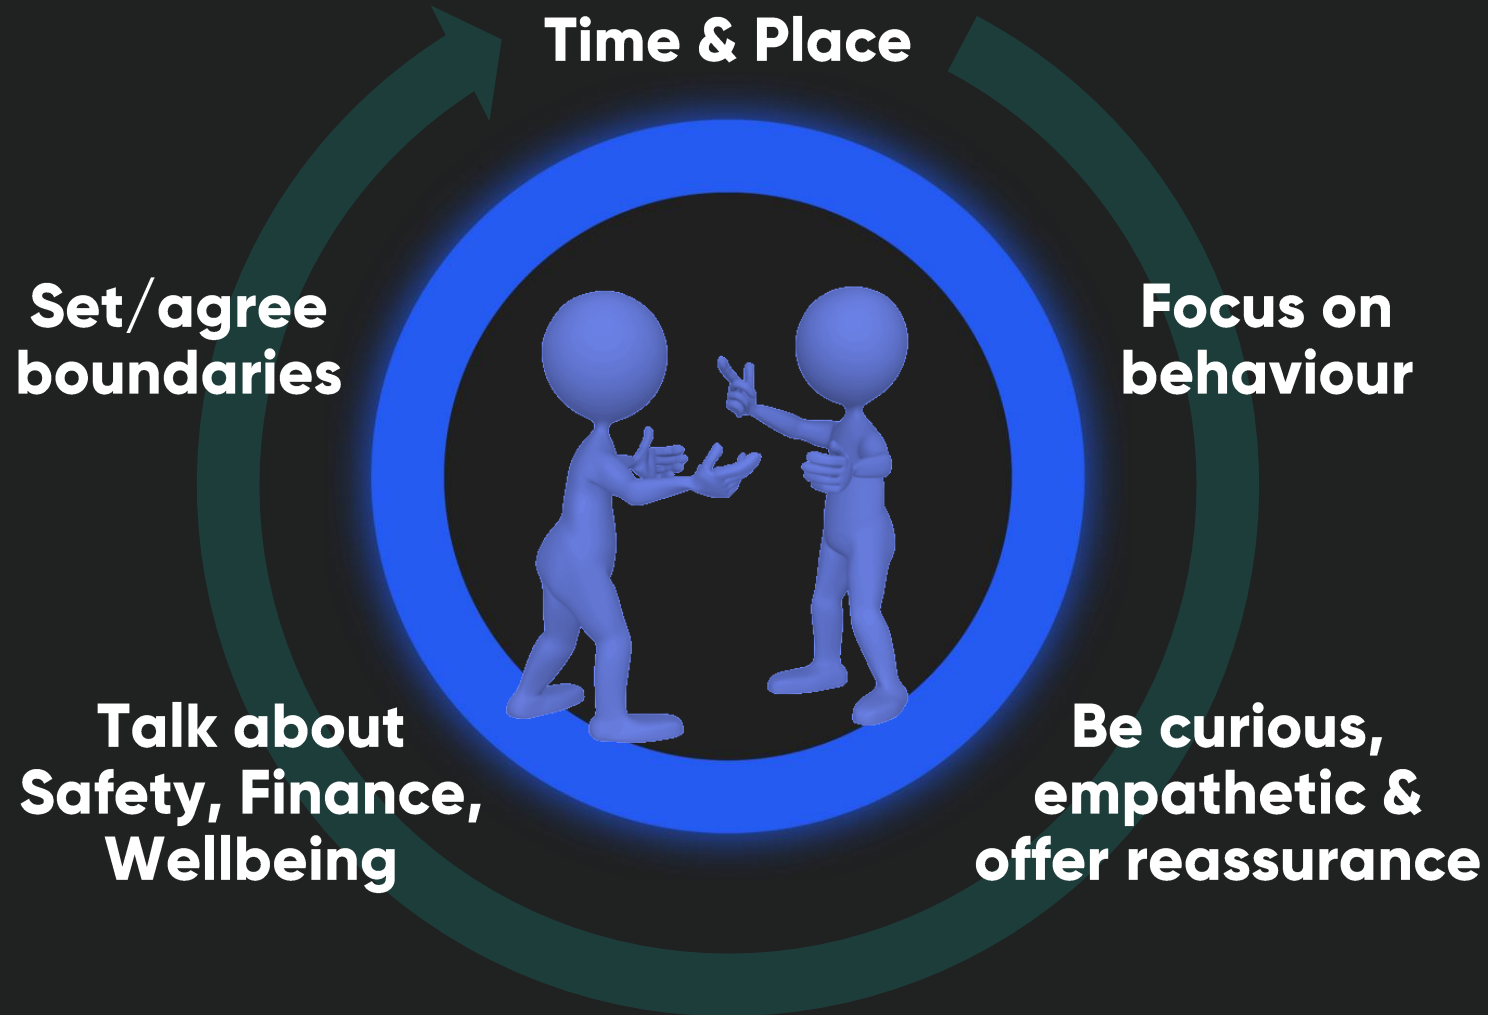 Time & Place
Focus on
behaviour
Be curious,
empathetic &
offer reassurance
Talk about
Safety, Finance,
Wellbeing
Set/agree
boundaries